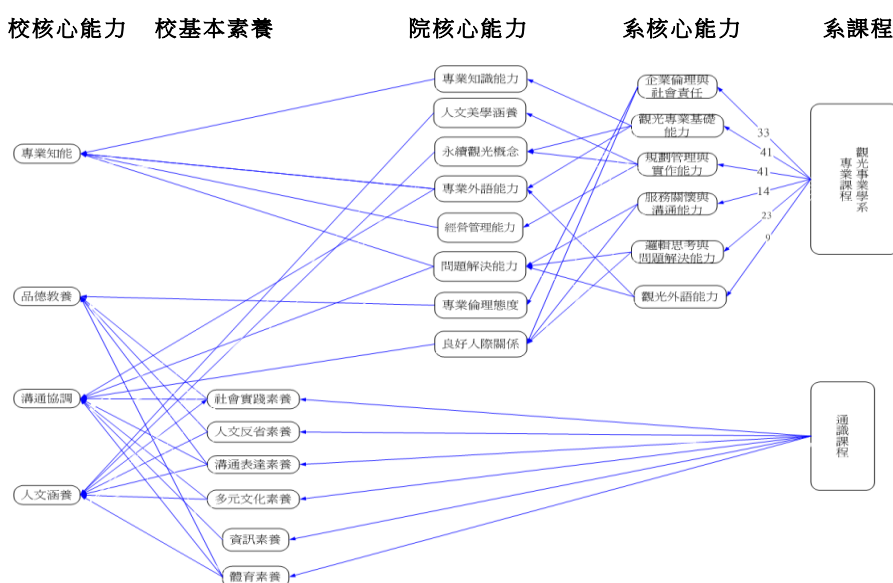 校核心能力 校基本素養 院核心能力 系核心能力 系課程
專業知能
品德教養
溝通協調
人文涵養
社會實踐素養
人文反省素養
溝通表達素養
多元文化素養
資訊素養
體育素養
專業知識能力
人文美學涵養
永續觀光概念
專業外語能力
經營管理能力
問題解決能力
專業倫理態度
良好人際關係
企業倫理與
社會責任
觀光專業基礎
能力
規劃管理與
實作能力
服務關懷與
溝通能力
邏輯思考與
問題解決能力
觀光外語能力
33
41
41
14
23
9
觀光事業學系
專業課程
通識課程